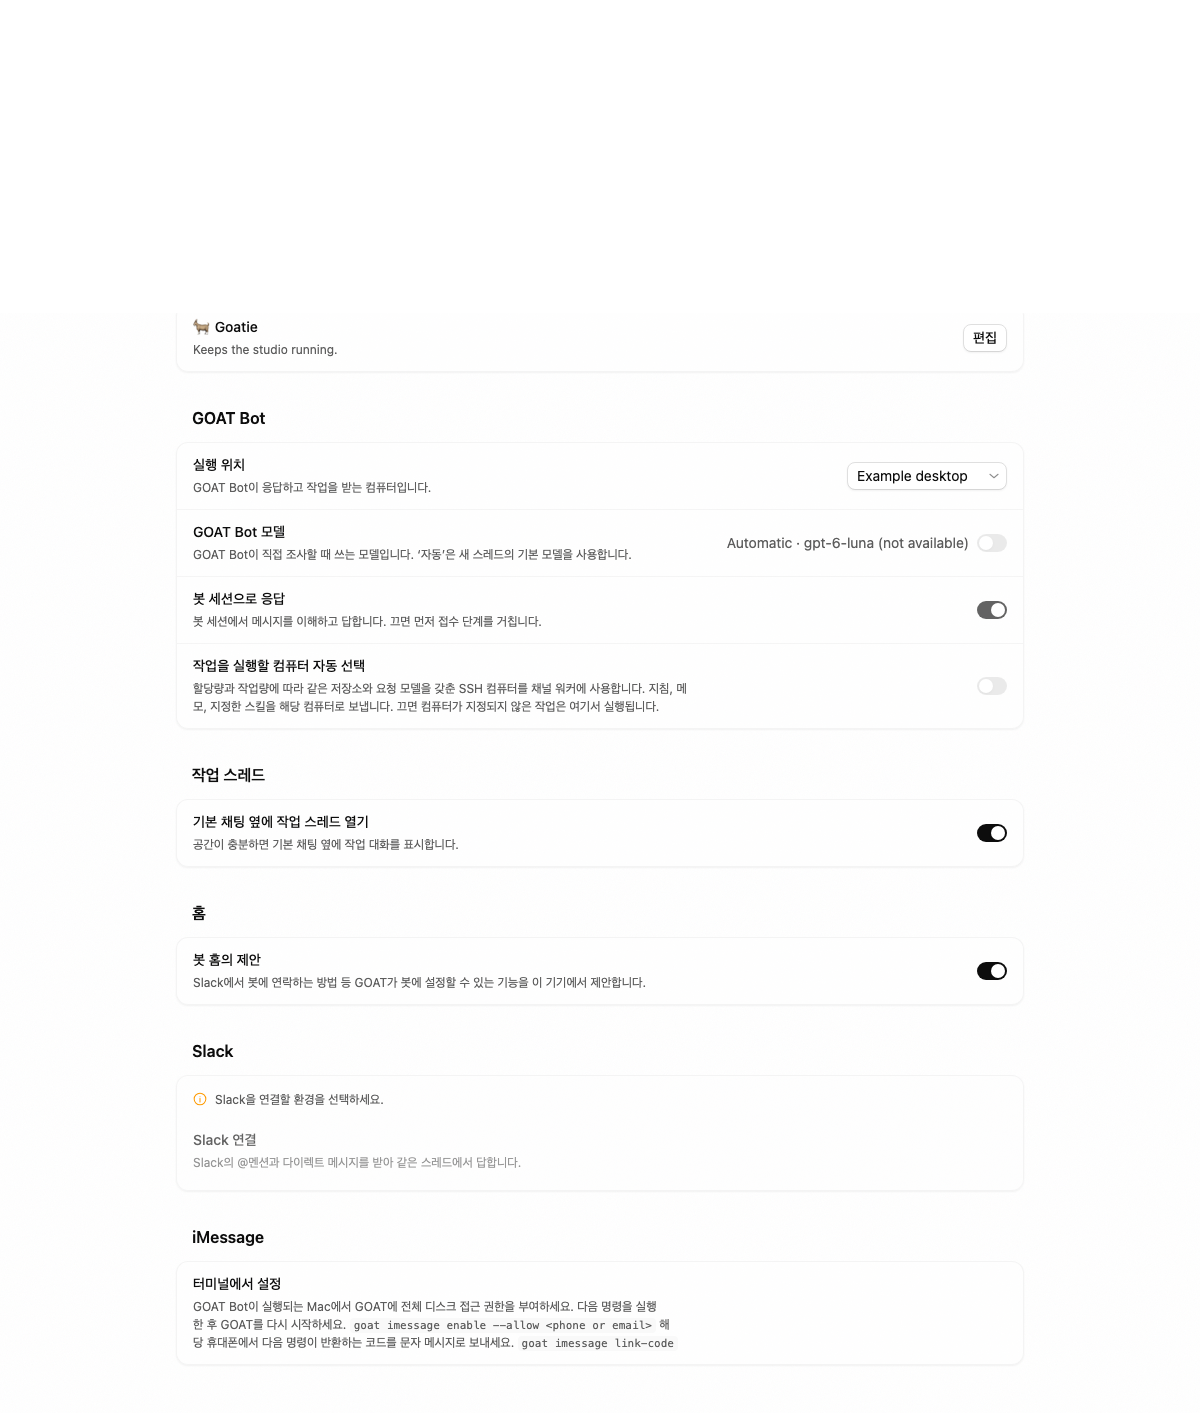 Goatie
Keeps the studio running.
편집
GOAT Bot
실행 위치
GOAT Bot이 응답하고 작업을 받는 컴퓨터입니다.
Example desktop
GOAT Bot 모델
GOAT Bot이 직접 조사할 때 쓰는 모델입니다. ‘자동’은 새 스레드의 기본 모델을 사용합니다.
Automatic · gpt-6-luna (not available)
봇 세션으로 응답
봇 세션에서 메시지를 이해하고 답합니다. 끄면 먼저 접수 단계를 거칩니다.
작업을 실행할 컴퓨터 자동 선택
할당량과 작업량에 따라 같은 저장소와 요청 모델을 갖춘 SSH 컴퓨터를 채널 워커에 사용합니다. 지침, 메
모, 지정한 스킬을 해당 컴퓨터로 보냅니다. 끄면 컴퓨터가 지정되지 않은 작업은 여기서 실행됩니다.
작업 스레드
기본 채팅 옆에 작업 스레드 열기
공간이 충분하면 기본 채팅 옆에 작업 대화를 표시합니다.
홈
봇 홈의 제안
Slack에서 봇에 연락하는 방법 등 GOAT가 봇에 설정할 수 있는 기능을 이 기기에서 제안합니다.
Slack
Slack을 연결할 환경을 선택하세요.
Slack 연결
Slack의 @멘션과 다이렉트 메시지를 받아 같은 스레드에서 답합니다.
iMessage
터미널에서 설정
GOAT Bot이 실행되는 Mac에서 GOAT에 전체 디스크 접근 권한을 부여하세요. 다음 명령을 실행
한 후 GOAT를 다시 시작하세요. goat imessage enable --allow <phone or email> 해
당 휴대폰에서 다음 명령이 반환하는 코드를 문자 메시지로 보내세요. goat imessage link-code